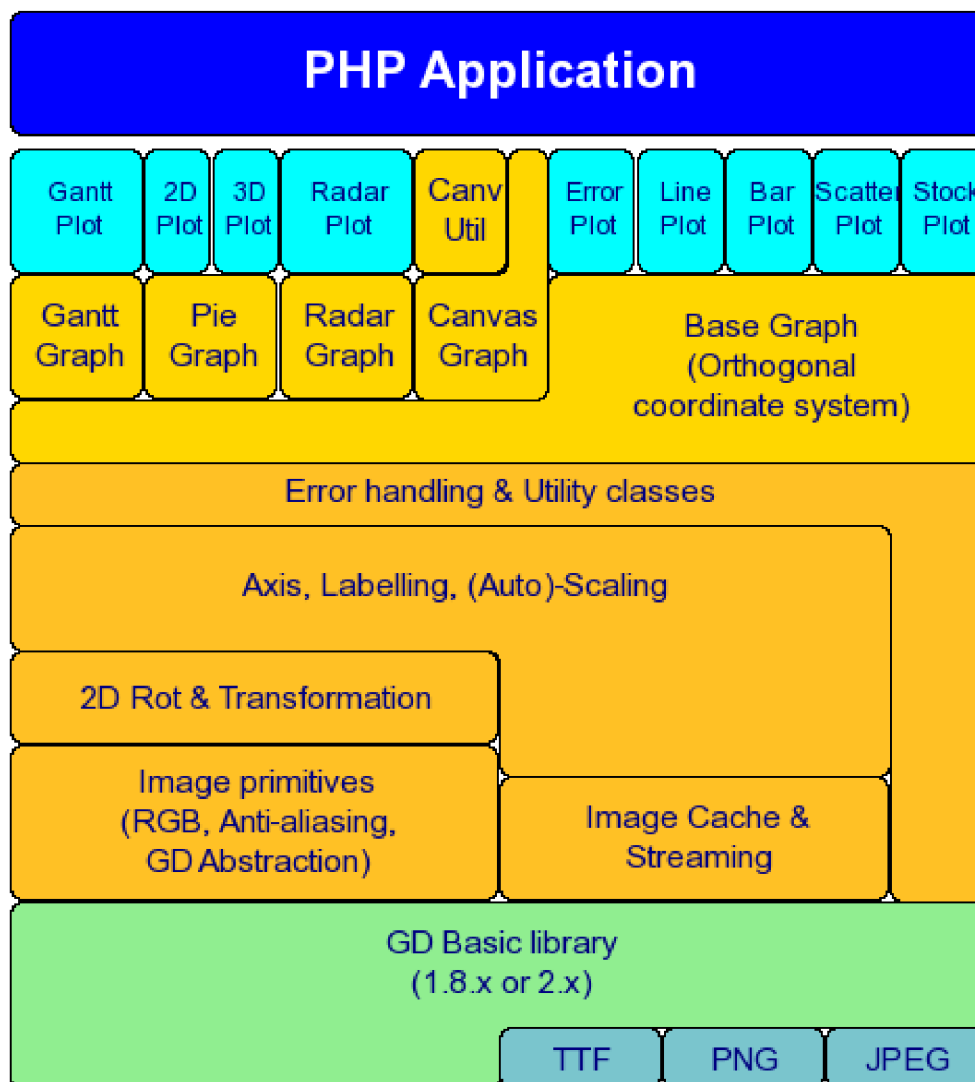 PHP Application
Gantt
Plot
2D
Plot
3D
Plot
Radar
Plot
Canv
Util
Error
Plot
Line
Plot
Bar
Plot
Scatter
Plot
Stock
Plot
Gantt
Graph
Pie
Graph
Radar
Graph
Canvas
Graph
Base Graph
(Orthogonal
coordinate system)
Error handling & Utility classes
Axis, Labelling, (Auto)-Scaling
2D Rot & Transformation
Image primitives
(RGB, Anti-aliasing,
GD Abstraction)
Image Cache &
Streaming
GD Basic library
(1.8.x or 2.x)
TTF
PNG
JPEG